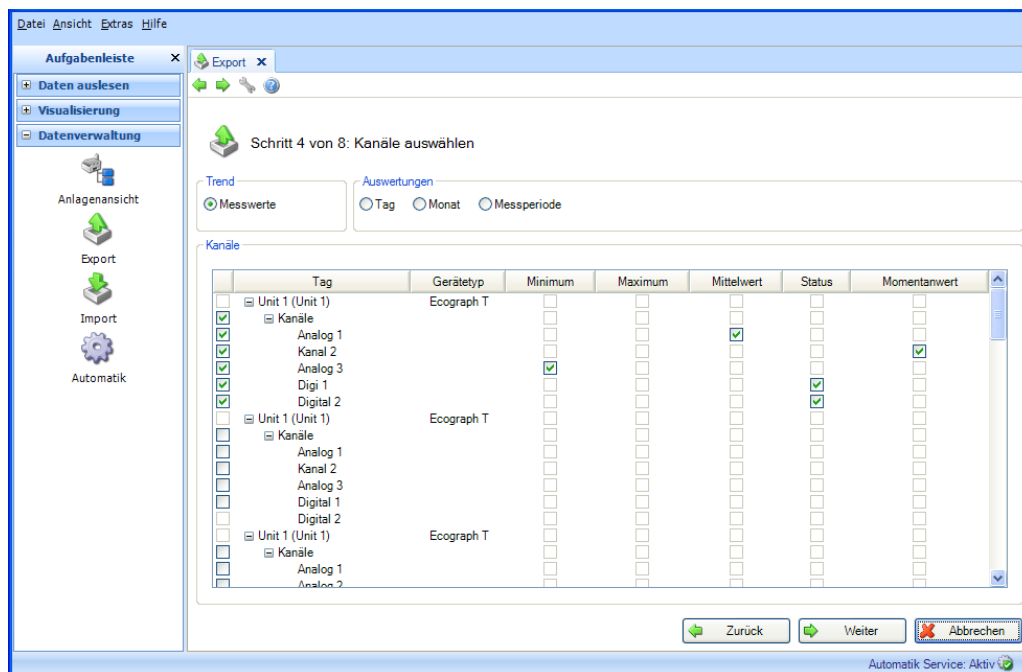 Datei Ansicht Extras Hilfe
Aufgabenleiste
Daten auslesen
Visualisierung
Datenverwaltung
Anlagenansicht
Export
Import
Automatik
Export
Schritt 4 von 8: Kanäle auswählen
Trend
Messwerte
Auswertungen
Tag Monat Messperiode
Kanäle
Tag Gerätetyp Minimum Maximum Mittelwert Status Momentanwert
Unit 1 (Unit 1) Ecograph T
Kanäle
Analog 1
Kanal 2
Analog 3
Digi 1
Digital 2
Unit 1 (Unit 1) Ecograph T
Kanäle
Analog 1
Kanal 2
Analog 3
Digital 1
Digital 2
Unit 1 (Unit 1) Ecograph T
Kanäle
Analog 1
Analog 2
Zurück Weiter Abbrechen
Automatik Service: Aktiv